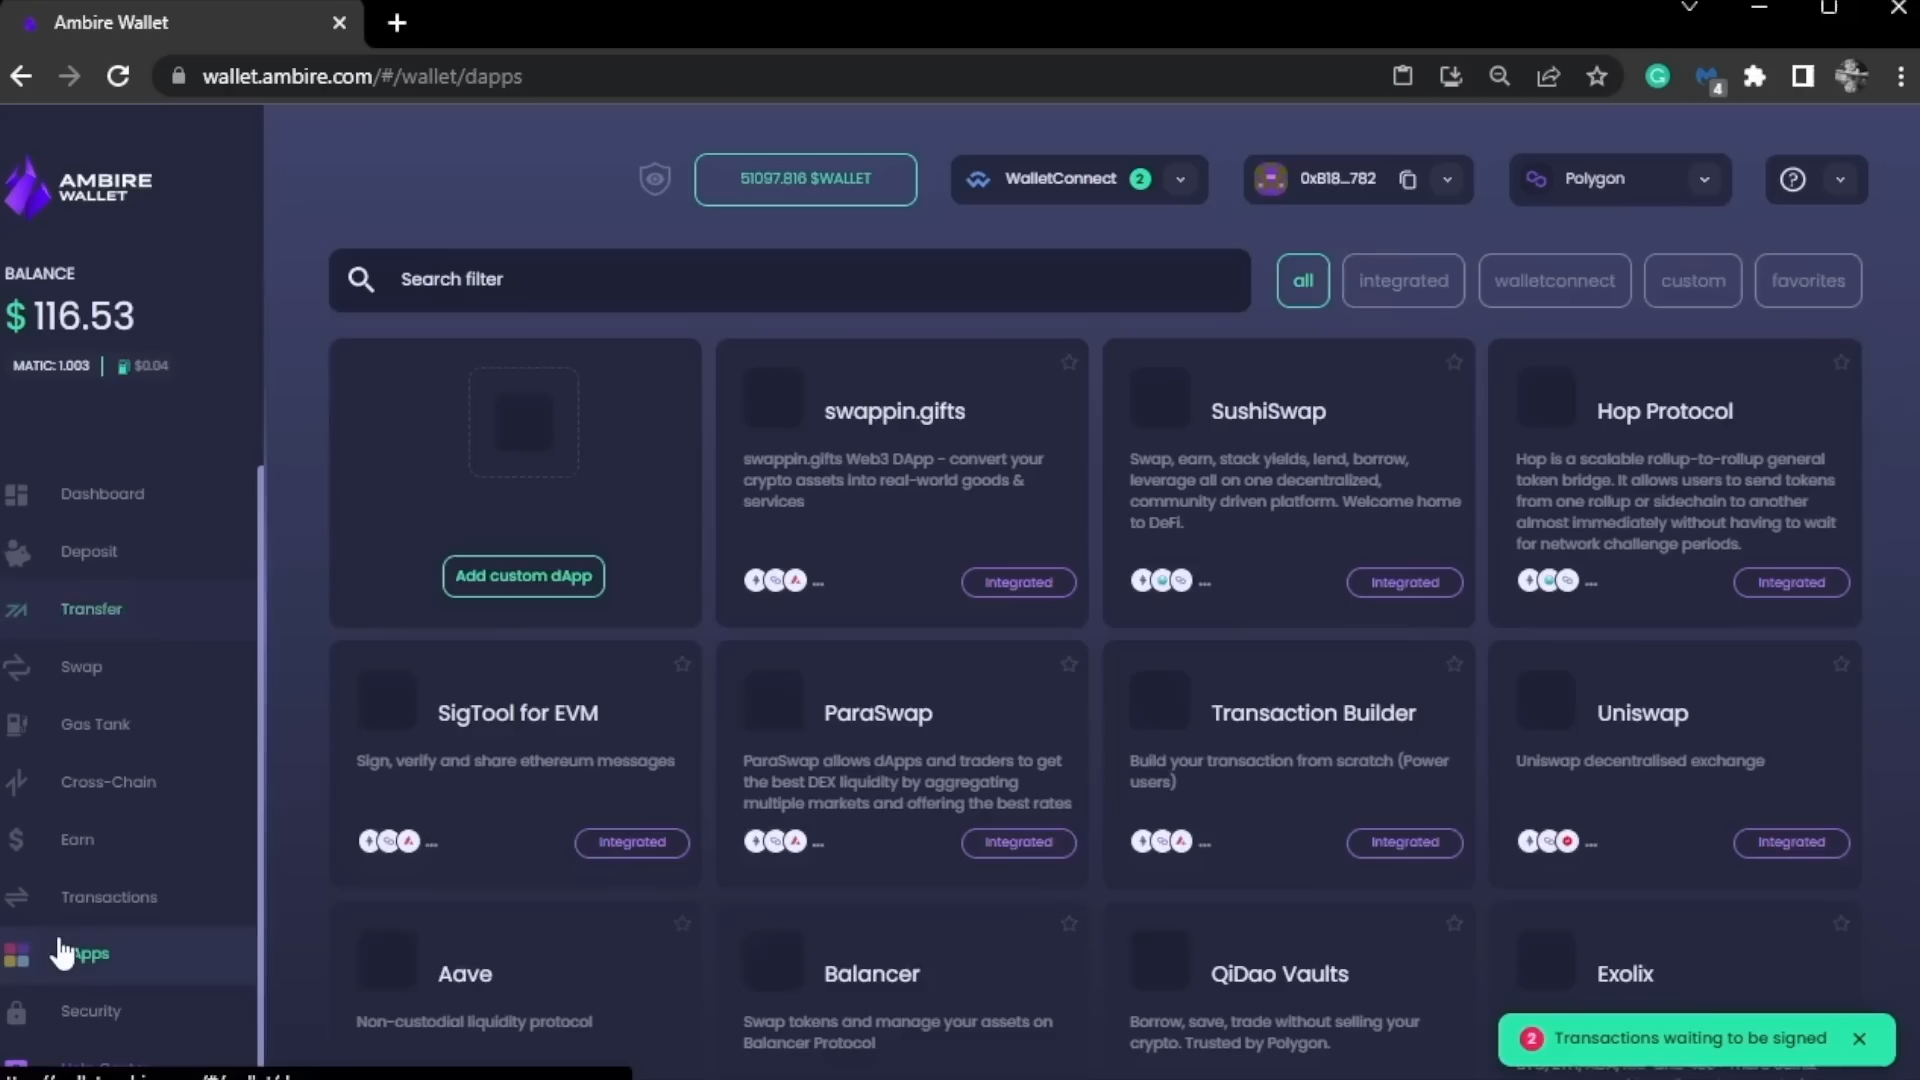 Ambire Wallet
wallet.ambire.com/#/wallet/dapps
4
AMBIRE
WALLET
51097.816 $WALLET
WalletConnect 2
0xB18...782
Polygon
BALANCE
$ 116.53
MATIC: 1.003 | $0.04
Search filter
all
integrated
walletconnect
custom
favorites
Dashboard
Deposit
Transfer
Swap
Gas Tank
Cross-Chain
Earn
Transactions
Apps
Security
Add custom dApp
swappin.gifts
swappin.gifts Web3 DApp - convert your
crypto assets into real-world goods &
services
...
Integrated
SushiSwap
Swap, earn, stack yields, lend, borrow,
leverage all on one decentralized,
community driven platform. Welcome home
to DeFi.
...
Integrated
Hop Protocol
Hop is a scalable rollup-to-rollup general
token bridge. It allows users to send tokens
from one rollup or sidechain to another
almost immediately without having to wait
for network challenge periods.
...
Integrated
SigTool for EVM
Sign, verify and share ethereum messages
...
Integrated
ParaSwap
ParaSwap allows dApps and traders to get
the best DEX liquidity by aggregating
multiple markets and offering the best rates
...
Integrated
Transaction Builder
Build your transaction from scratch (Power
users)
...
Integrated
Uniswap
Uniswap decentralised exchange
...
Integrated
Aave
Non-custodial liquidity protocol
Balancer
Swap tokens and manage your assets on
Balancer Protocol
QiDao Vaults
Borrow, save, trade without selling your
crypto. Trusted by Polygon.
Exolix
2 Transactions waiting to be signed